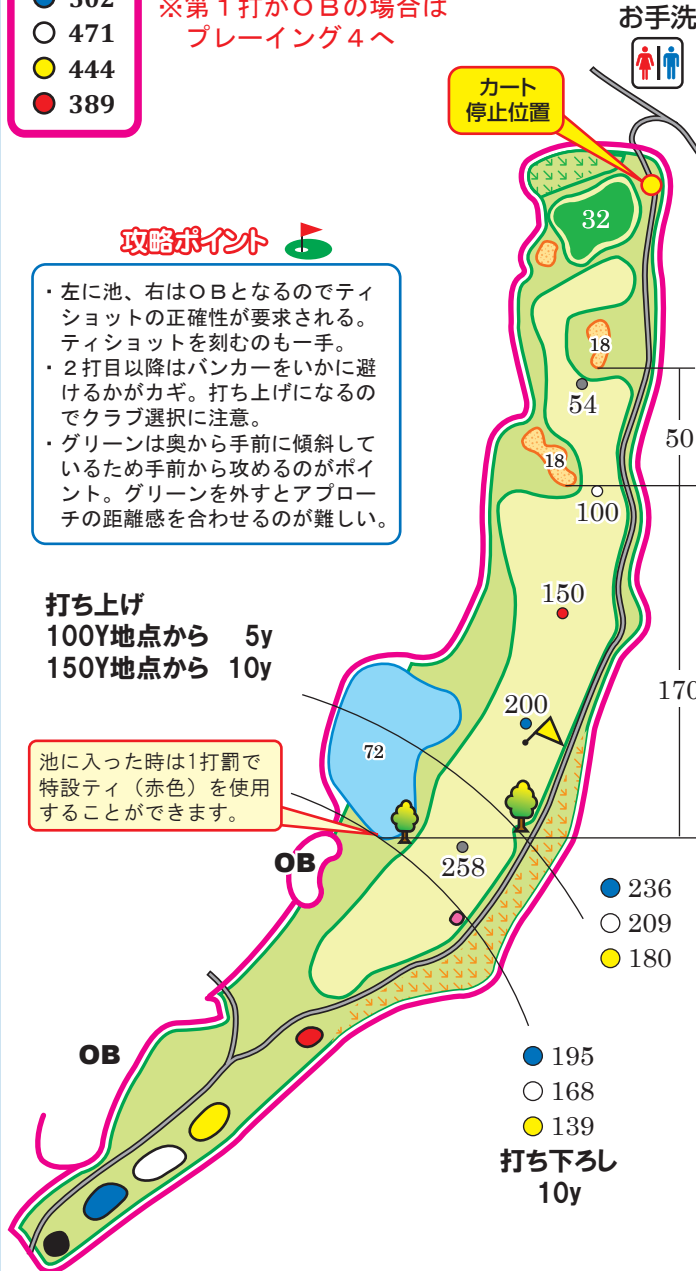 502
471
444
389
※第1打がOBの場合は
プレーイング4へ
お手洗
カート
停止位置
32
攻略ポイント
・左に池、右はOBとなるのでティ
ショットの正確性が要求される。
ティショットを刻むのも一手。
・2打目以降はバンカーをいかに避
けるかがカギ。打ち上げになるの
でクラブ選択に注意。
・グリーンは奥から手前に傾斜して
いるため手前から攻めるのがポイ
ント。グリーンを外すとアプロー
チの距離感を合わせるのが難しい。
18
54
50
18
100
打ち上げ
100Y地点から 5y
150Y地点から 10y
150
200
170
72
池に入った時は1打罰で
特設ティ（赤色）を使用
することができます。
OB
258
236
209
180
OB
195
168
139
打ち下ろし
10y